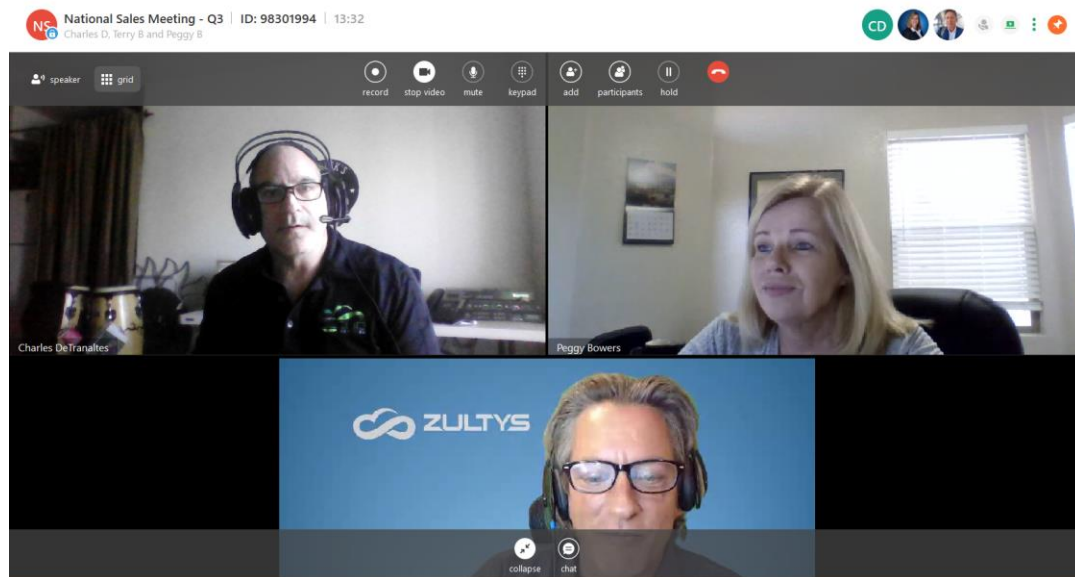 NS
National Sales Meeting - Q3 | ID: 98301994 | 13:32
Charles D, Terry B and Peggy B
CD
speaker
grid
record
stop video
mute
keypad
add
participants
hold
Charles DeTranaltes
Peggy Bowers
ZULTYS
collapse
chat